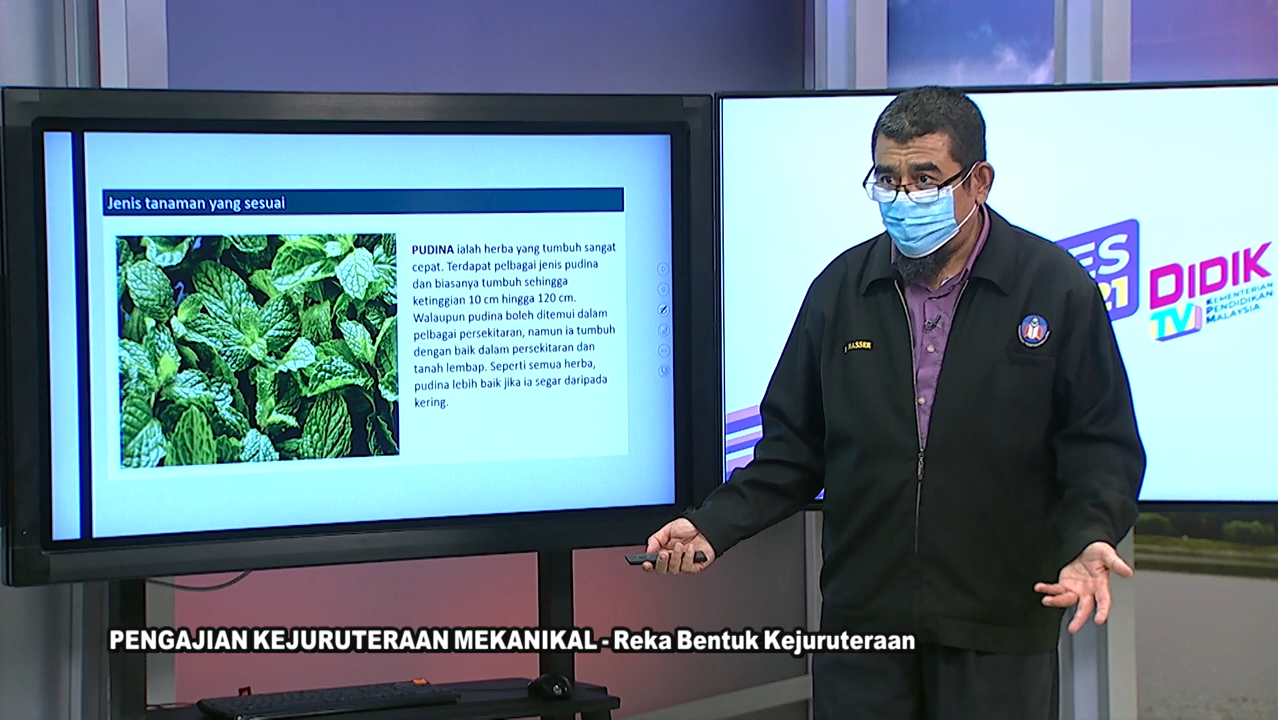 Jenis tanaman yang sesuai
PUDINA ialah herba yang tumbuh sangat
cepat. Terdapat pelbagai jenis pudina
dan biasanya tumbuh sehingga
ketinggian 10 cm hingga 120 cm.
Walaupun pudina boleh ditemui dalam
pelbagai persekitaran, namun ia tumbuh
dengan baik dalam persekitaran dan
tanah lembap. Seperti semua herba,
pudina lebih baik jika ia segar daripada
kering.
ES
21
DIDIK
TV
KEMENTERIAN
PENDIDIKAN
MALAYSIA
PENGAJIAN KEJURUTERAAN MEKANIKAL - Reka Bentuk Kejuruteraan